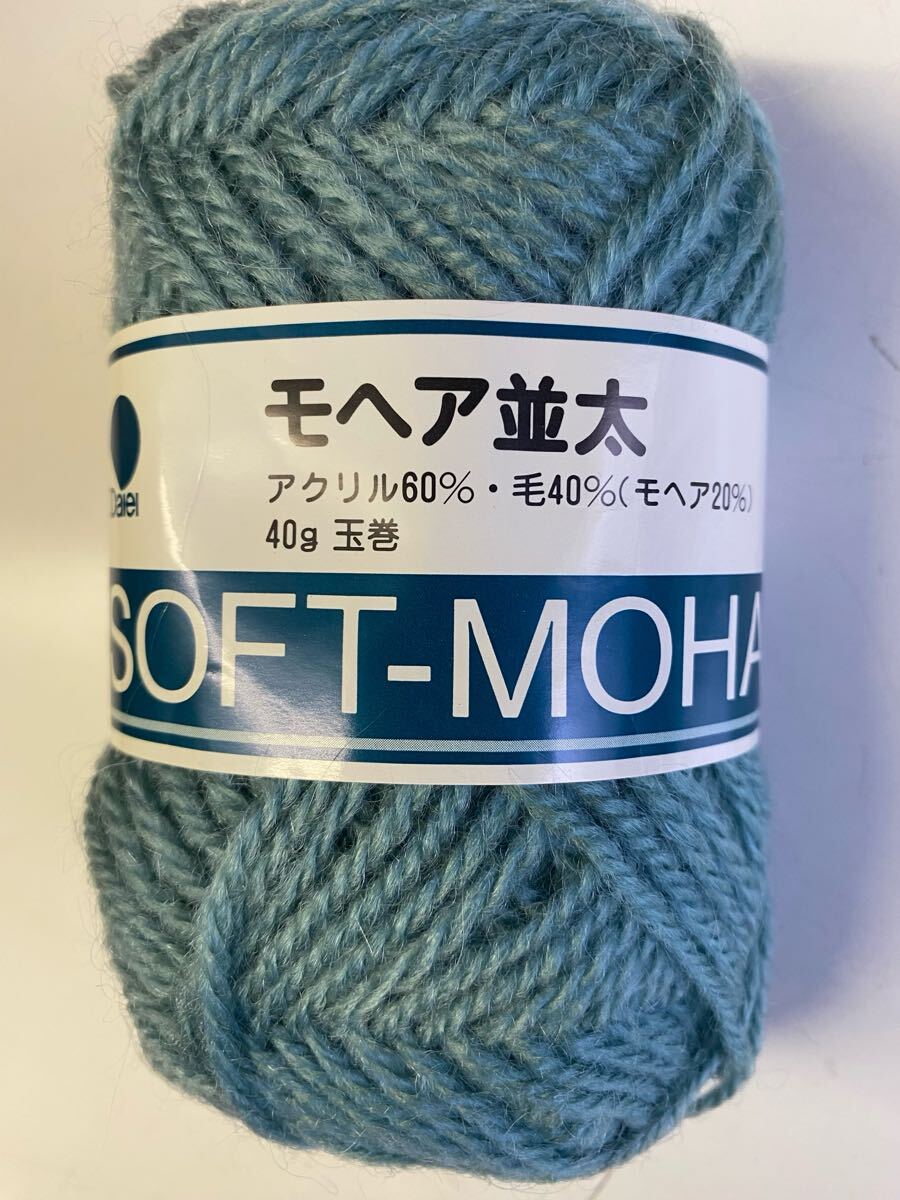 Daiei
モヘア並太
アクリル60%・毛40%(モヘア20%)
40g 玉巻
SOFT-MOHA